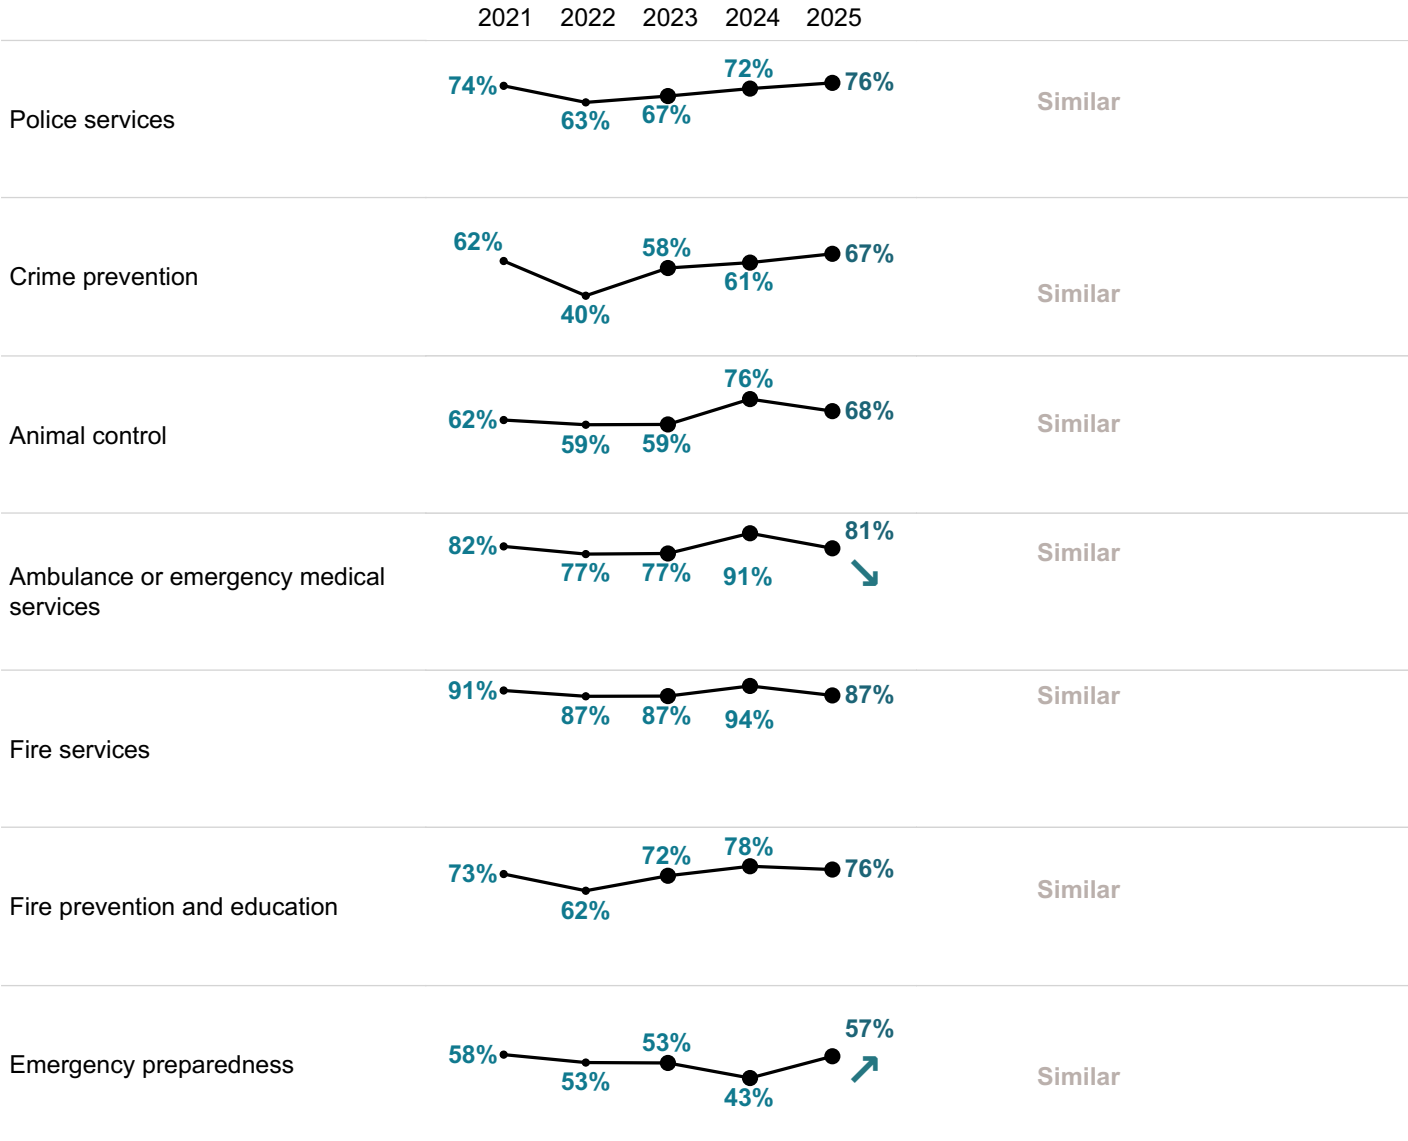 2021 2022 2023 2024 2025
Police services 74% 63% 67% 72% 76% Similar
Crime prevention 62% 40% 58% 61% 67% Similar
Animal control 62% 59% 59% 76% 68% Similar
Ambulance or emergency medical
services 82% 77% 77% 91% 81% Similar
Fire services 91% 87% 87% 94% 87% Similar
Fire prevention and education 73% 62% 72% 78% 76% Similar
Emergency preparedness 58% 53% 53% 43% 57% Similar